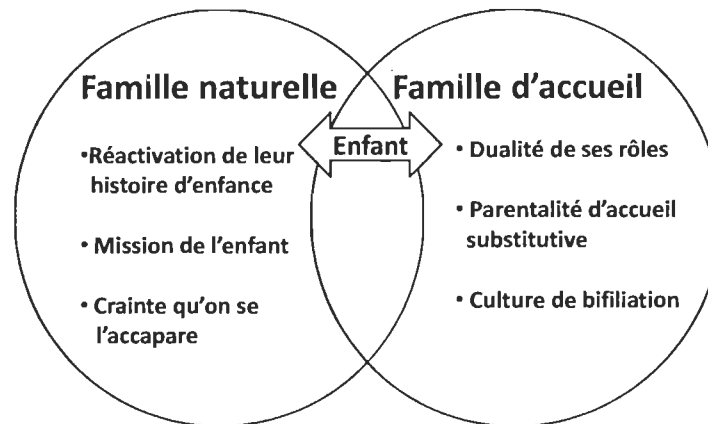 Famille naturelle
•Réactivation de leur
histoire d'enfance
• Mission de l'enfant
• Crainte qu'on se
l'accapare
Enfant
Famille d'accueil
• Dualité de ses rôles
• Parentalité d'accueil
substitutive
• Culture de bifiliation